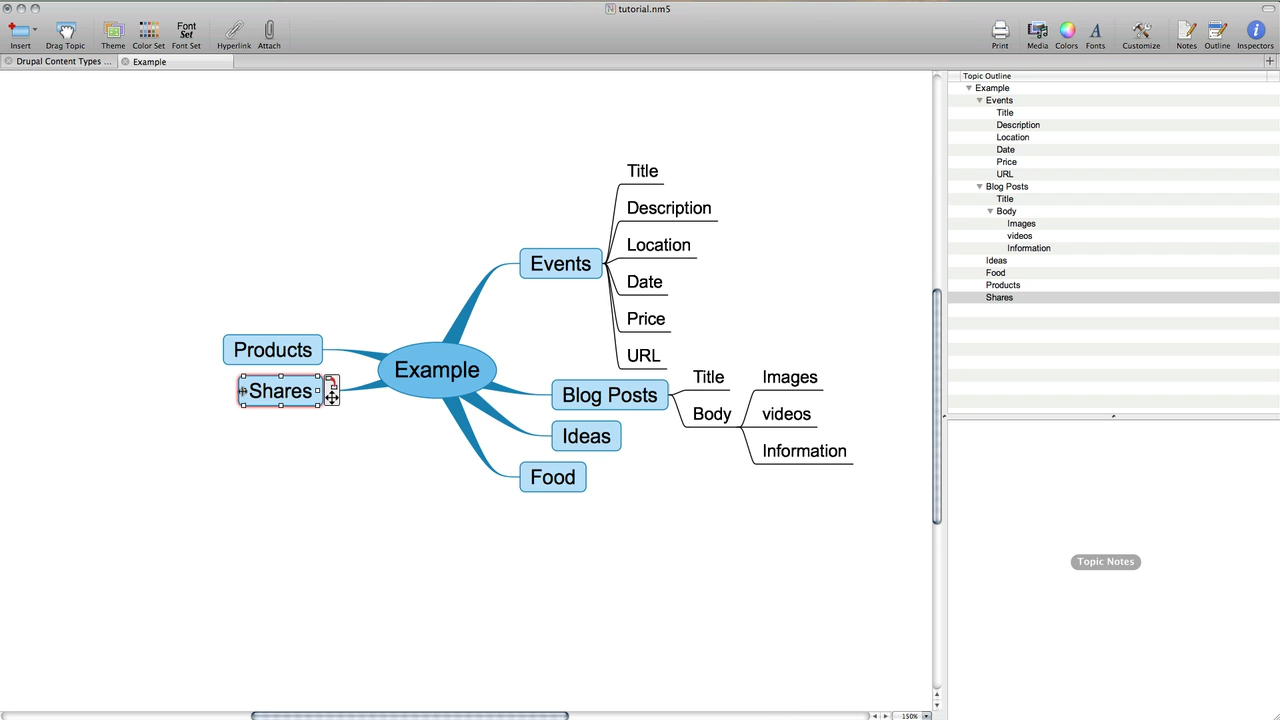 tutorial.nm5
Insert Drag Topic Theme Color Set Font Set Font Set Hyperlink Attach Print Media Colors Fonts Customize Notes Outline Inspectors
Drupal Content Types ... Example
Title
Description
Location
Events
Date
Price
URL
Products
Example
Shares
Blog Posts
Title
Body
Images
videos
Information
Ideas
Food
150%
Topic Outline
Example
Events
Title
Description
Location
Date
Price
URL
Blog Posts
Title
Body
Images
videos
Information
Ideas
Food
Products
Shares
Topic Notes